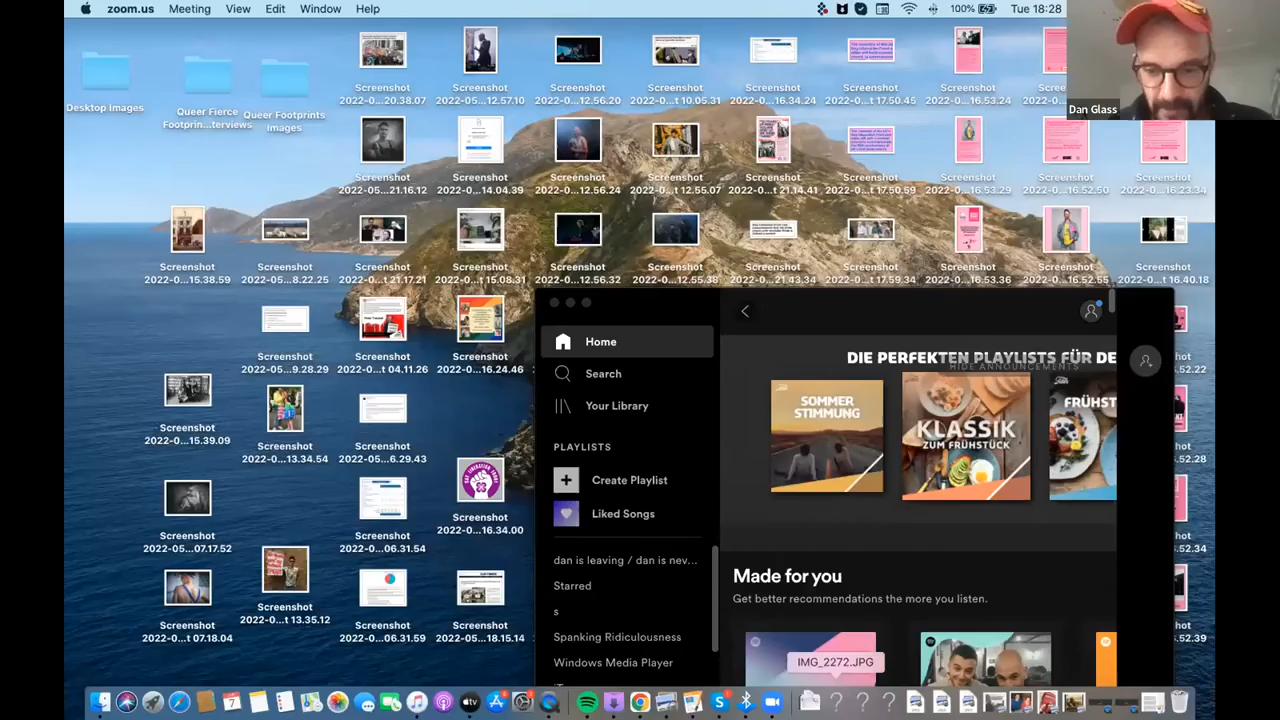 zoom.us Meeting View Edit Window Help 100% Tue 18:28
Dan Glass
Desktop Images
Queer Fierce
Footprin...terviews
Queer Footprints
Images
Screenshot
2022-0...20.38.07
Screenshot
2022-05...12.57.10
Screenshot
2022-0...12.56.20
Screenshot
2022-0...t 10.05.31
Screenshot
2022-0...16.34.24
Screenshot
2022-0...t 17.50.45
Screenshot
2022-0...16.53.24
Screenshot
2022-05...21.16.12
Screenshot
2022-0...14.04.39
Screenshot
2022-0...12.56.24
Screenshot
2022-0...t 12.55.07
Screenshot
2022-0...t 21.14.41
Screenshot
2022-0...t 17.50.59
Screenshot
2022-0...16.53.29
Screenshot
2022-0...16.52.50
Screenshot
2022-0...t 16.23.34
Screenshot
2022-0...15.38.59
Screenshot
2022-0...8.22.25
Screenshot
2022-0...t 21.17.21
Screenshot
2022-0...t 15.08.31
Screenshot
2022-0...12.56.32
Screenshot
2022-0...12.55.38
Screenshot
2022-0...21.43.34
Screenshot
2022-0...t 17.59.34
Screenshot
2022-0...16.53.36
Screenshot
2022-0...16.52.55
Screenshot
2022-0...t 16.40.18
Screenshot
2022-05...9.28.29
Screenshot
2022-0...t 04.11.26
Screenshot
2022-0...16.24.46
Screenshot
2022-0...15.39.09
Screenshot
2022-0...13.34.54
Screenshot
2022-05...6.29.43
Screenshot
2022-05...07.17.52
Screenshot
2022-0...06.31.54
Screenshot
2022-0...16.34.00
Screenshot
2022-0...t 07.18.04
Screenshot
2022-0...t 13.35.12
Screenshot
2022-0...06.31.59
Screenshot
2022-05...18.15.14
Home
Search
Your Library
PLAYLISTS
Create Playlist
Liked Songs
dan is leaving / dan is nev...
Starred
s
Spanking Ridiculousness
Windows Media Player
DIE PERFEKTEN PLAYLISTS FÜR DE
HIDE ANNOUNCEMENTS
SOMMER
STIMMUNG
KLASSIK
ZUM FRÜHSTÜCK
FRÜHST
Made for you
Get better recommendations the more you listen.
IMG_2272.JPG
52.22
52.28
52.34
52.39